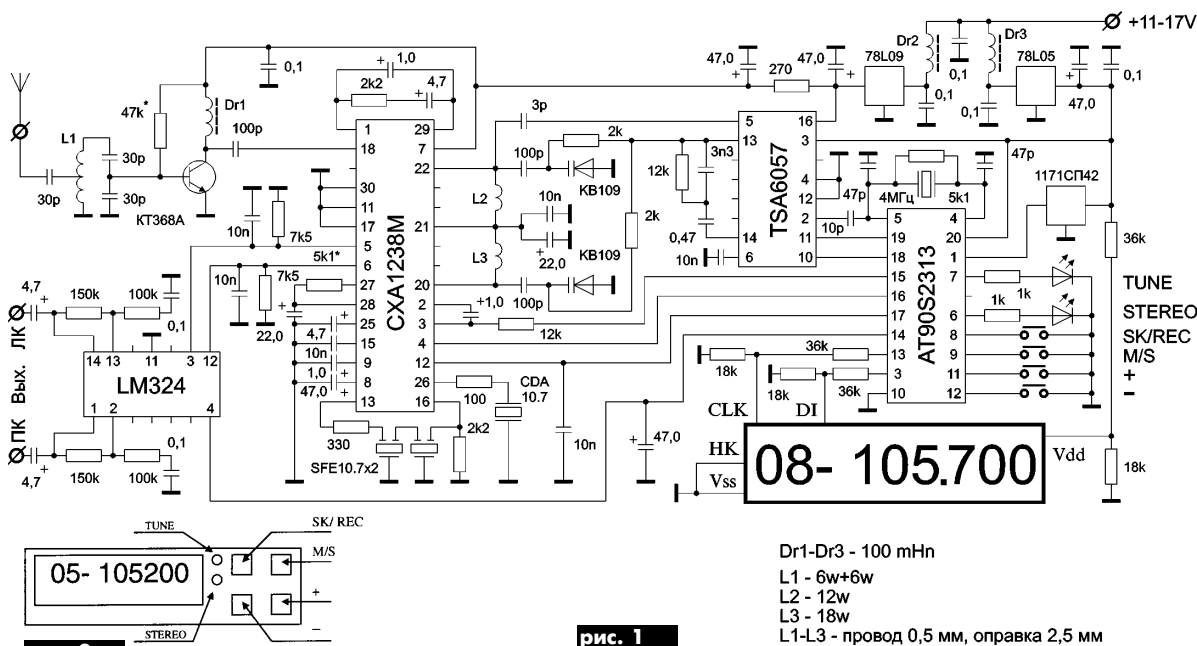 +11-17V
Dr2
Dr3
47,0
47,0
78L09
78L05
270
0,1
0,1
0,1
47,0
0,1
0,1
1,0
2k2
4,7
47k*
Dr1
100p
L1
30p
30p
30p
KT368A
1
29
7
18
22
30
11
17
21
5
6
27
20
28
2
25
3
15
4
9
12
8
26
13
16
CXA1238M
3p
100p
2k
KB109
L2
10n
22,0
L3
KB109
100p
2k
12k
3n3
0,47
10n
5
16
13
3
4
12
2
14
11
6
10
TSA6057
47p
47p
4МГц
5k1
10p
1171СП42
36k
5
4
19
20
18
1
15
7
16
17
6
14
8
13
9
3
11
10
12
AT90S2313
1k
1k
TUNE
STEREO
SK/REC
M/S
+
−
10n
7k5
10n
7k5
5k1*
22,0
4,7
10n
1,0
47,0
+1,0
12k
100
CDA
10.7
330
SFE10.7x2
2k2
10n
47,0
18k
36k
18k
36k
CLK
DI
HK
Vss
Vdd
08- 105.700
18k
4,7
150k
100k
0,1
ЛК
Вых.
ПК
14
13
11
3
12
LM324
1
2
4
4,7
150k
100k
0,1
TUNE
SK/ REC
M/S
05- 105200
+
−
STEREO
рис. 1
Dr1-Dr3 - 100 mHn
L1 - 6w+6w
L2 - 12w
L3 - 18w
L1-L3 - провод 0,5 мм, оправка 2,5 мм